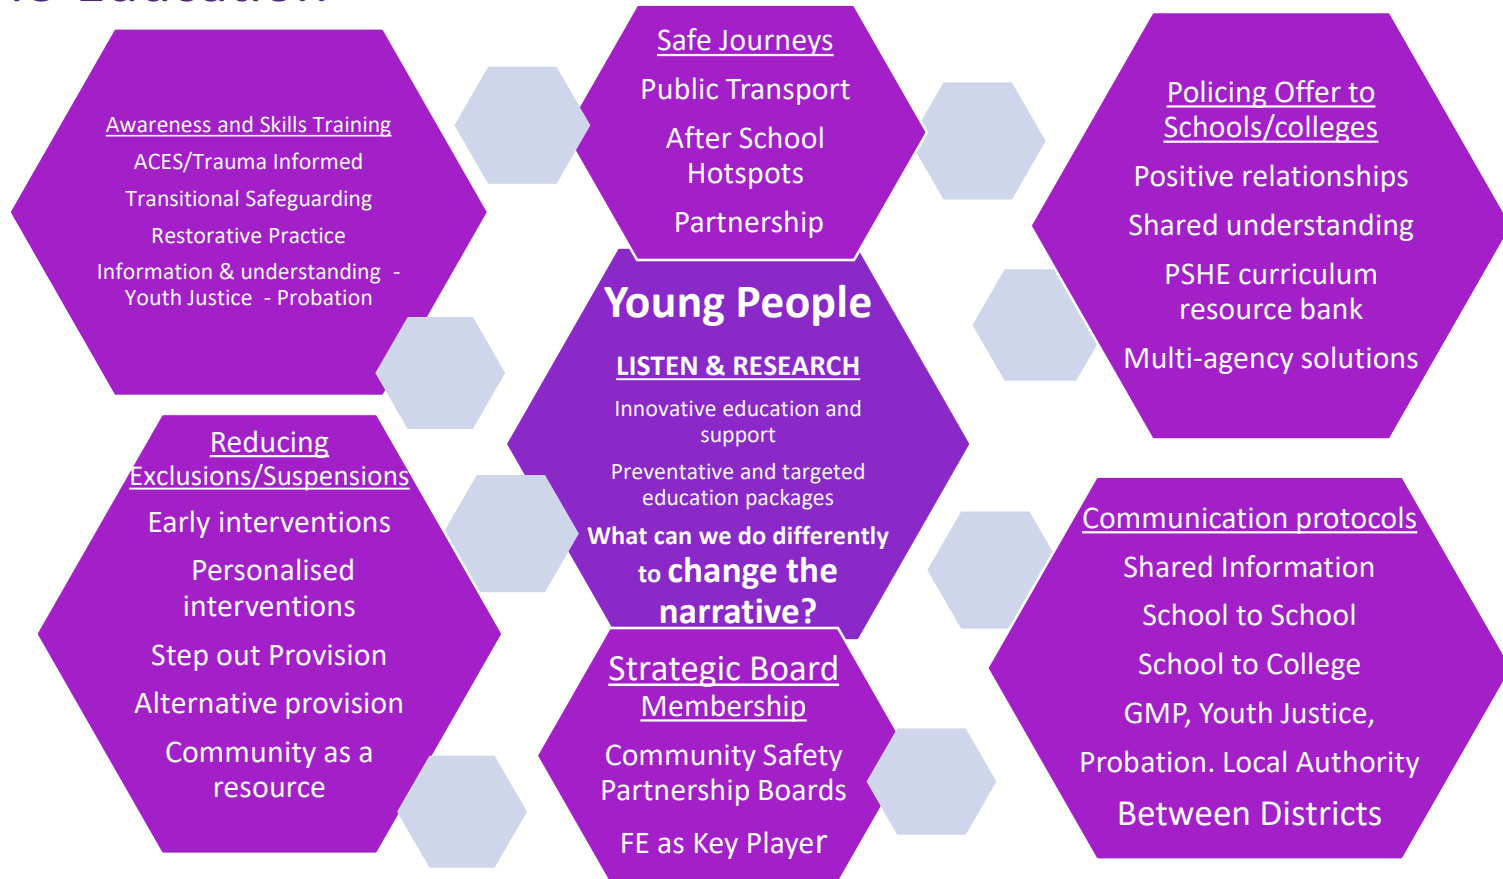 Education
Awareness and Skills Training
ACES/Trauma Informed
Transitional Safeguarding
Restorative Practice
Information & understanding -
Youth Justice - Probation
Safe Journeys
Public Transport
After School
Hotspots
Partnership
Policing Offer to
Schools/colleges
Positive relationships
Shared understanding
PSHE curriculum
resource bank
Multi-agency solutions
Young People
LISTEN & RESEARCH
Innovative education and
support
Preventative and targeted
education packages
What can we do differently
to change the
narrative?
Reducing
Exclusions/Suspensions
Early interventions
Personalised
interventions
Step out Provision
Alternative provision
Community as a
resource
Strategic Board
Membership
Community Safety
Partnership Boards
FE as Key Player
Communication protocols
Shared Information
School to School
School to College
GMP, Youth Justice,
Probation. Local Authority
Between Districts